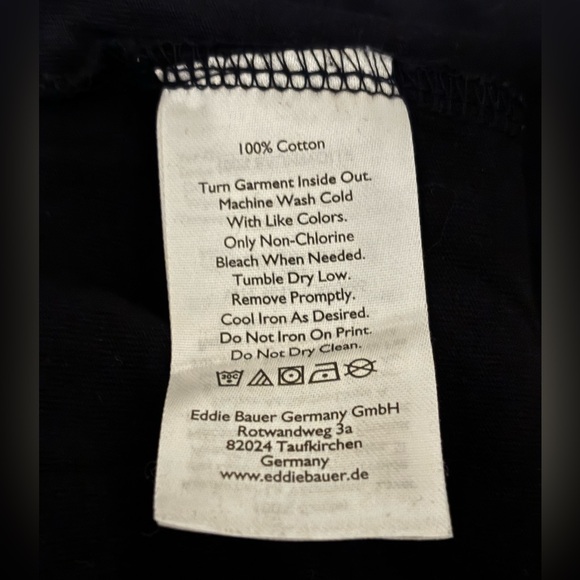 100% Cotton
Turn Garment Inside Out.
Machine Wash Cold
With Like Colors.
Only Non-Chlorine
Bleach When Needed.
Tumble Dry Low.
Remove Promptly.
Cool Iron As Desired.
Do Not Iron On Print.
Do Not Dry Clean.
30C
Eddie Bauer Germany GmbH
Rotwandweg 3a
82024 Taufkirchen
Germany
www.eddiebauer.de